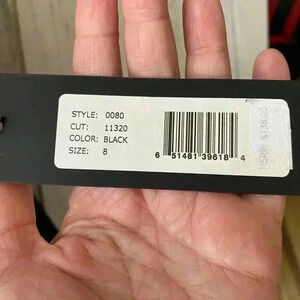 STYLE: 0080
CUT: 11320
COLOR: BLACK
SIZE: 8
6 51481 39618 4